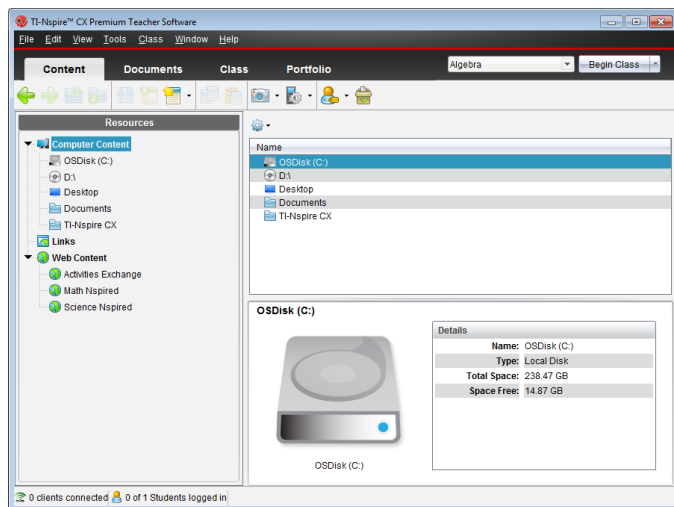 TI-Nspire™ CX Premium Teacher Software
File Edit View Tools Class Window Help
Content Documents Class Portfolio Algebra Begin Class
Resources
Computer Content
OSDisk (C:)
D:\
Desktop
Documents
TI-Nspire CX
Links
Web Content
Activities Exchange
Math Nspired
Science Nspired
Name
OSDisk (C:)
D:\
Desktop
Documents
TI-Nspire CX
OSDisk (C:)
OSDisk (C:)
Details
Name: OSDisk (C:)
Type: Local Disk
Total Space: 238.47 GB
Space Free: 14.87 GB
0 clients connected 0 of 1 Students logged in